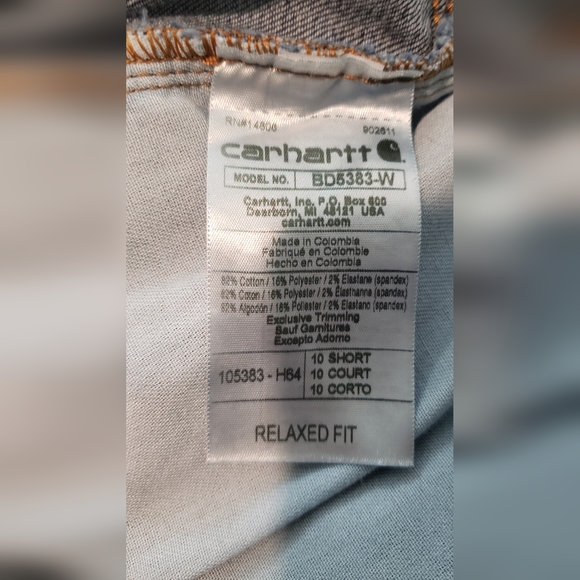 RN#14806 902611
carhartt
MODEL NO. BD5383-W
Carhartt, Inc. P.O. Box 600
Dearborn, MI 48121 USA
carhartt.com
Made in Colombia
Fabriqué en Colombie
Hecho en Colombia
82% Cotton / 16% Polyester / 2% Elastane (spandex)
82% Coton / 16% Polyester / 2% Élasthanne (spandex)
82% Algodón / 16% Poliéster / 2% Elastano (spandex)
Exclusive Trimming
Sauf Garnitures
Excepto Adorno
105383 - H64
10 SHORT
10 COURT
10 CORTO
RELAXED FIT